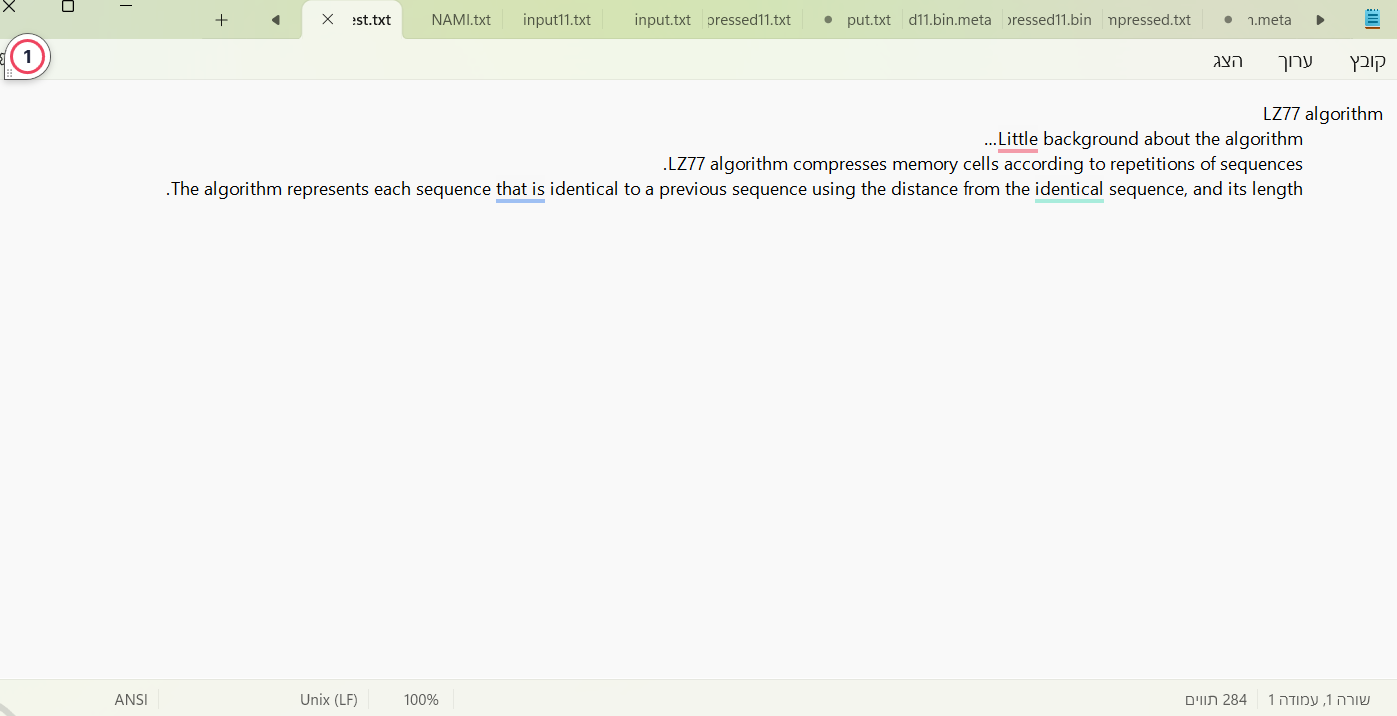 est.txt
NAMI.txt
input11.txt
input.txt
pressed11.txt
put.txt
d11.bin.meta
pressed11.bin
mpressed.txt
n.meta
1
קובץ ערוך הצג
LZ77 algorithm
Little background about the algorithm...
LZ77 algorithm compresses memory cells according to repetitions of sequences.
The algorithm represents each sequence that is identical to a previous sequence using the distance from the identical sequence, and its length.
שורה 1, עמודה 1
284 תווים
100%
Unix (LF)
ANSI